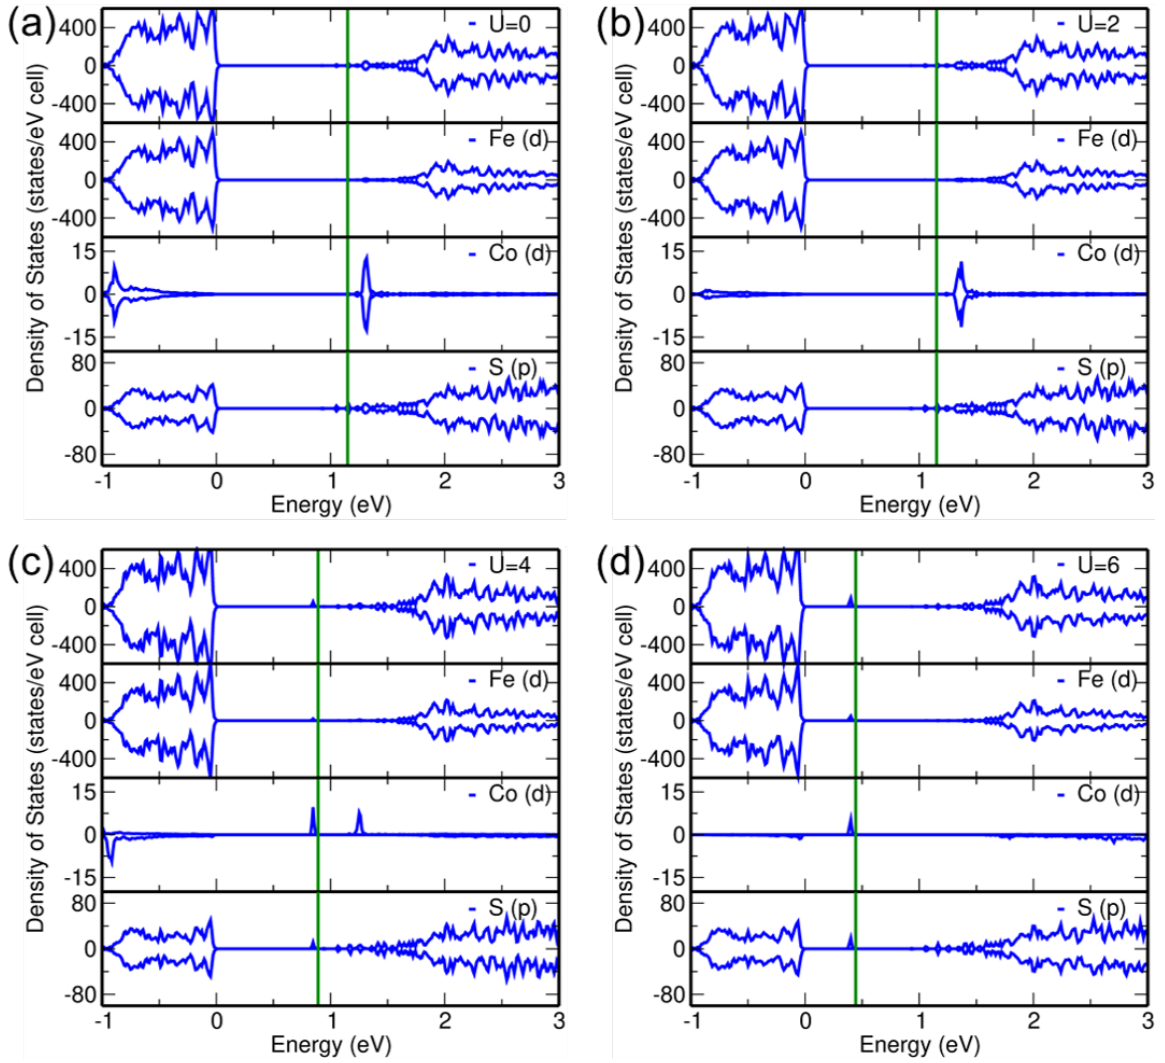 (a)
Density of States (states/eV cell)
400
0
-400
U=0
400
0
-400
Fe (d)
15
0
-15
Co (d)
80
0
-80
S (p)
-1 0 1 2 3
Energy (eV)
(b)
Density of States (states/eV cell)
400
0
-400
U=2
400
0
-400
Fe (d)
15
0
-15
Co (d)
80
0
-80
S (p)
-1 0 1 2 3
Energy (eV)
(c)
Density of States (states/eV cell)
400
0
-400
U=4
400
0
-400
Fe (d)
15
0
-15
Co (d)
80
0
-80
S (p)
-1 0 1 2 3
Energy (eV)
(d)
Density of States (states/eV cell)
400
0
-400
U=6
400
0
-400
Fe (d)
15
0
-15
Co (d)
80
0
-80
S (p)
-1 0 1 2 3
Energy (eV)